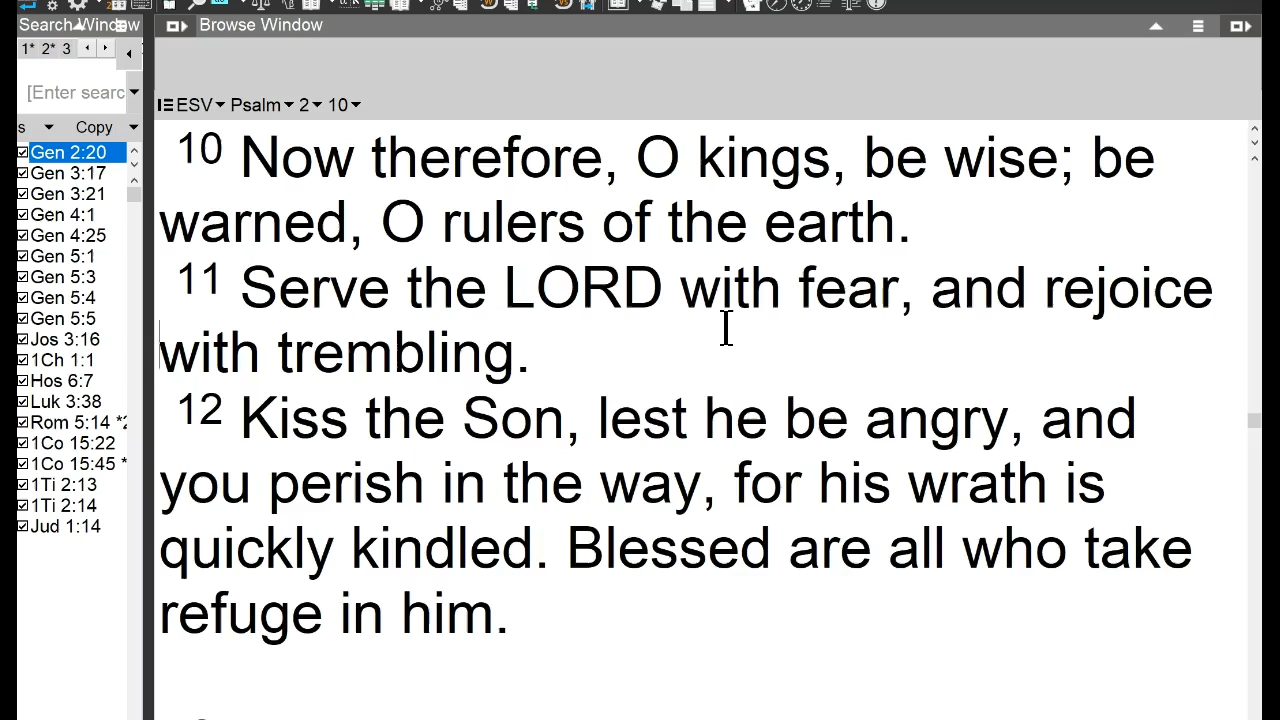 Search Window
Browse Window
1* 2* 3
[Enter searc
ESV Psalm 2 10
s Copy
Gen 2:20
Gen 3:17
Gen 3:21
Gen 4:1
Gen 4:25
Gen 5:1
Gen 5:3
Gen 5:4
Gen 5:5
Jos 3:16
1Ch 1:1
Hos 6:7
Luk 3:38
Rom 5:14 *2
1Co 15:22
1Co 15:45 *
1Ti 2:13
1Ti 2:14
Jud 1:14
10 Now therefore, O kings, be wise; be
warned, O rulers of the earth.
11 Serve the LORD with fear, and rejoice
with trembling.
12 Kiss the Son, lest he be angry, and
you perish in the way, for his wrath is
quickly kindled. Blessed are all who take
refuge in him.